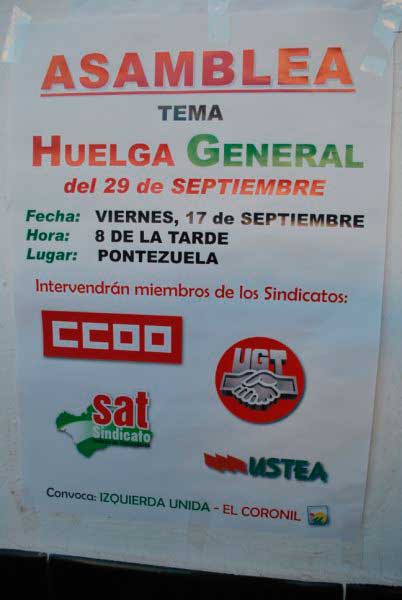 ASAMBLEA
TEMA
HUELGA GENERAL
del 29 de SEPTIEMBRE
Fecha: VIERNES, 17 de SEPTIEMBRE
Hora: 8 DE LA TARDE
Lugar: PONTEZUELA
Intervendrán miembros de los Sindicatos:
CCOO
UGT
sat
Sindicato
USTEA
Convoca: IZQUIERDA UNIDA - EL CORONIL